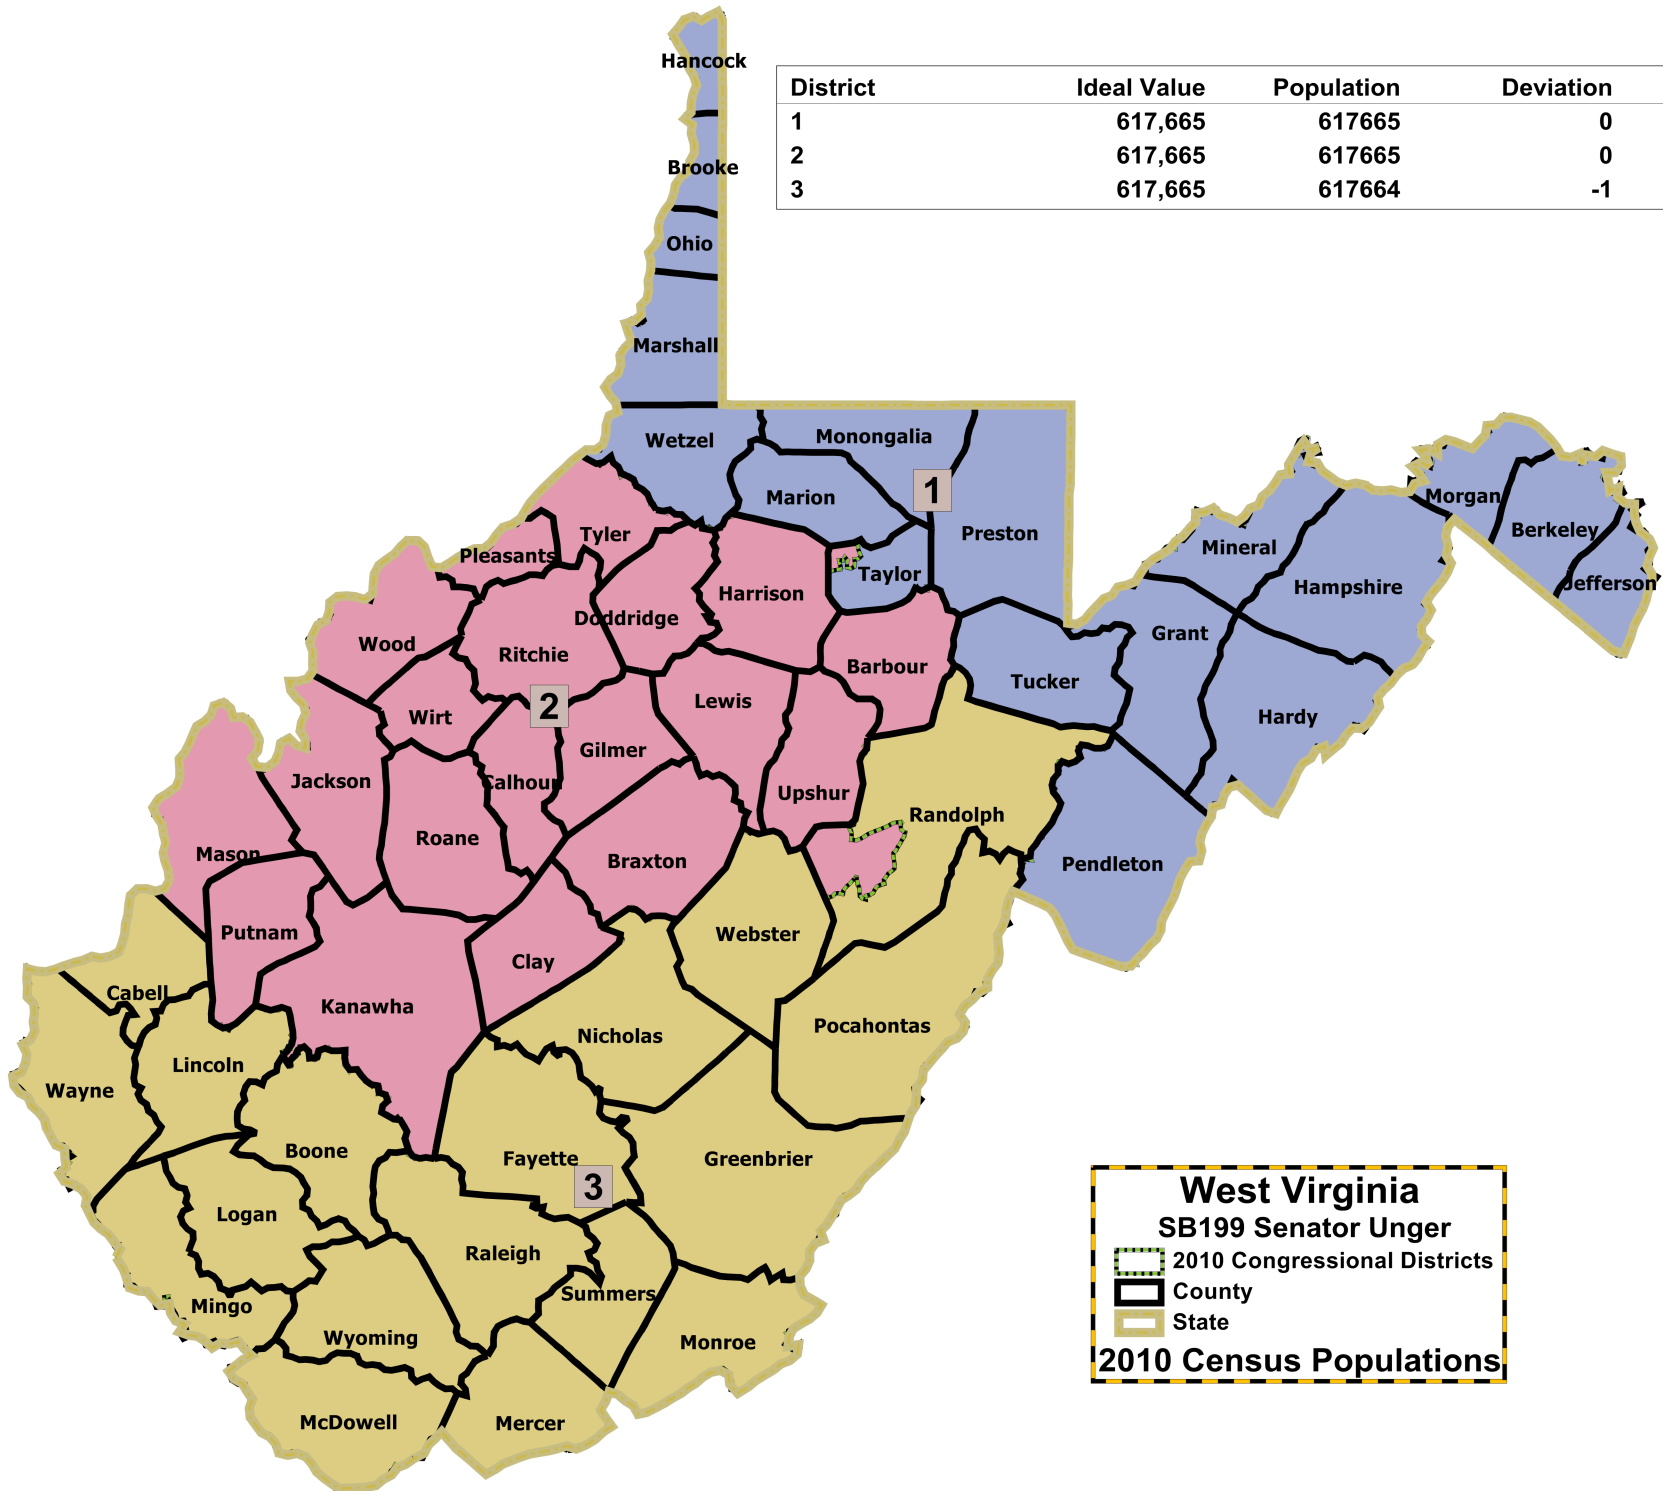 Hancock
District Ideal Value Population Deviation
1 617,665 617665 0
2 617,665 617665 0
3 617,665 617664 -1
Brooke
Ohio
Marshall
Wetzel
Monongalia
Marion
1
Morgan
Tyler
Preston
Berkeley
Pleasants
Mineral
Taylor
Jefferson
Harrison
Hampshire
Doddridge
Wood
Ritchie
Grant
Barbour
Tucker
Lewis
2
Wirt
Hardy
Gilmer
Jackson
Calhoun
Upshur
Randolph
Roane
Mason
Braxton
Pendleton
Putnam
Webster
Clay
Cabell
Kanawha
Pocahontas
Nicholas
Lincoln
Wayne
Boone
Fayette
Greenbrier
3
Logan
Raleigh
Summers
Mingo
Wyoming
Monroe
McDowell
Mercer
West Virginia
SB199 Senator Unger
2010 Congressional Districts
County
State
2010 Census Populations